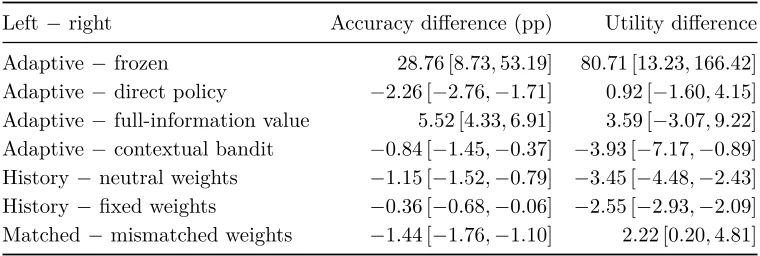 Left − right Accuracy difference (pp) Utility difference
Adaptive − frozen 28.76 [8.73, 53.19] 80.71 [13.23, 166.42]
Adaptive − direct policy −2.26 [−2.76, −1.71] 0.92 [−1.60, 4.15]
Adaptive − full-information value 5.52 [4.33, 6.91] 3.59 [−3.07, 9.22]
Adaptive − contextual bandit −0.84 [−1.45, −0.37] −3.93 [−7.17, −0.89]
History − neutral weights −1.15 [−1.52, −0.79] −3.45 [−4.48, −2.43]
History − fixed weights −0.36 [−0.68, −0.06] −2.55 [−2.93, −2.09]
Matched − mismatched weights −1.44 [−1.76, −1.10] 2.22 [0.20, 4.81]